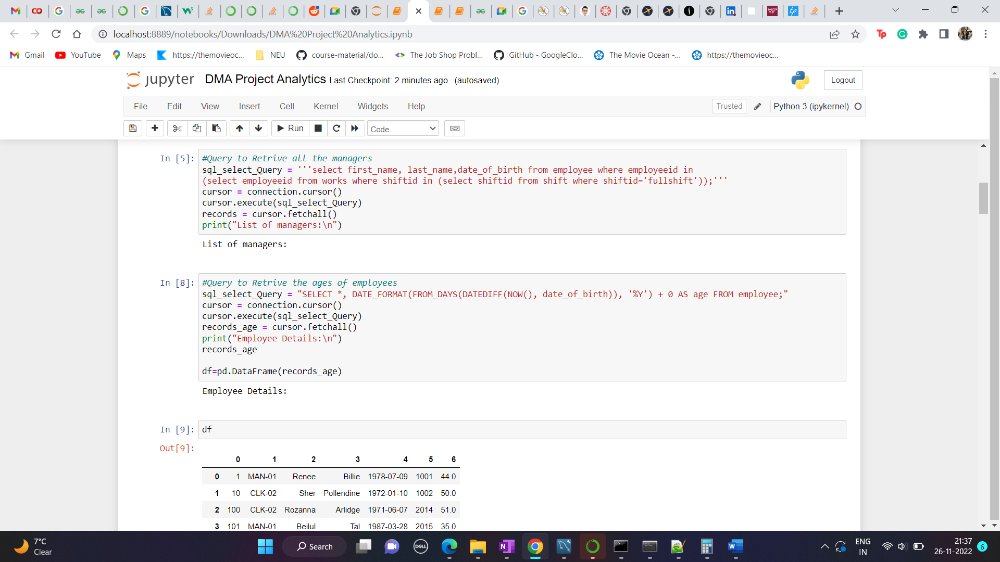 localhost:8889/notebooks/Downloads/DMA%20Project%20Analytics.ipynb
Gmail YouTube Maps https://themovieoc... NEU course-material/do... The Job Shop Probl... GitHub - GoogleClo... The Movie Ocean -... https://themovieoc...
jupyter DMA Project Analytics Last Checkpoint: 2 minutes ago (autosaved) Logout
File Edit View Insert Cell Kernel Widgets Help Trusted Python 3 (ipykernel)
Run Code
In [5]: #Query to Retrive all the managers
sql_select_Query = '''select first_name, last_name,date_of_birth from employee where employeeid in
(select employeeid from works where shiftid in (select shiftid from shift where shiftid='fullshift'));'''
cursor = connection.cursor()
cursor.execute(sql_select_Query)
records = cursor.fetchall()
print("List of managers:\n")
List of managers:
In [8]: #Query to Retrive the ages of employees
sql_select_Query = "SELECT *, DATE_FORMAT(FROM_DAYS(DATEDIFF(NOW(), date_of_birth)), '%Y') + 0 AS age FROM employee;"
cursor = connection.cursor()
cursor.execute(sql_select_Query)
records_age = cursor.fetchall()
print("Employee Details:\n")
records_age
df=pd.DataFrame(records_age)
Employee Details:
In [9]: df
Out[9]:
0 1 2 3 4 5 6
0 1 MAN-01 Renee Billie 1978-07-09 1001 44.0
1 10 CLK-02 Sher Pollendine 1972-01-10 1002 50.0
2 100 CLK-02 Rozanna Arlidge 1971-06-07 2014 51.0
3 101 MAN-01 Beilul Tal 1987-03-28 2015 35.0
7°C
Clear
Search
DELL
ENG
IN
21:37
26-11-2022
6